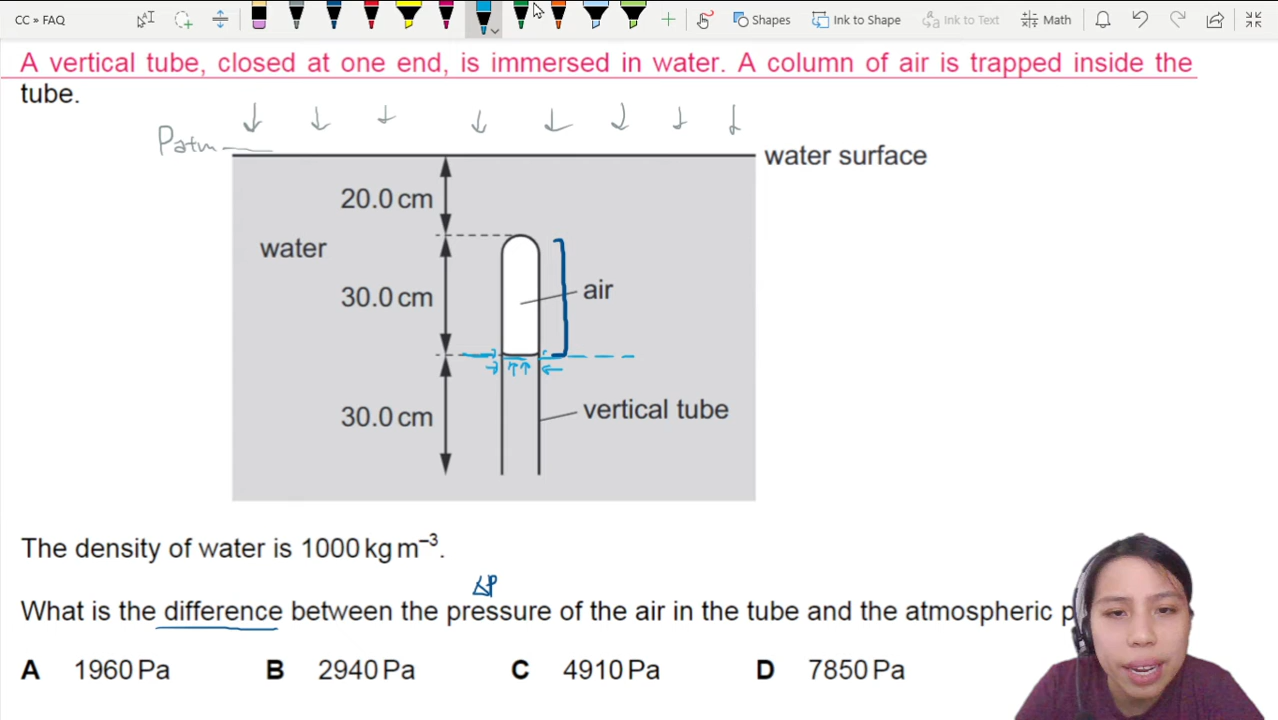 CC » FAQ
Shapes
Ink to Shape
Ink to Text
Math
A vertical tube, closed at one end, is immersed in water. A column of air is trapped inside the
tube.
Patm
water surface
20.0 cm
water
30.0 cm
air
30.0 cm
vertical tube
The density of water is 1000 kg m⁻³.
ΔP
What is the difference between the pressure of the air in the tube and the atmospheric p
A 1960 Pa B 2940 Pa C 4910 Pa D 7850 Pa